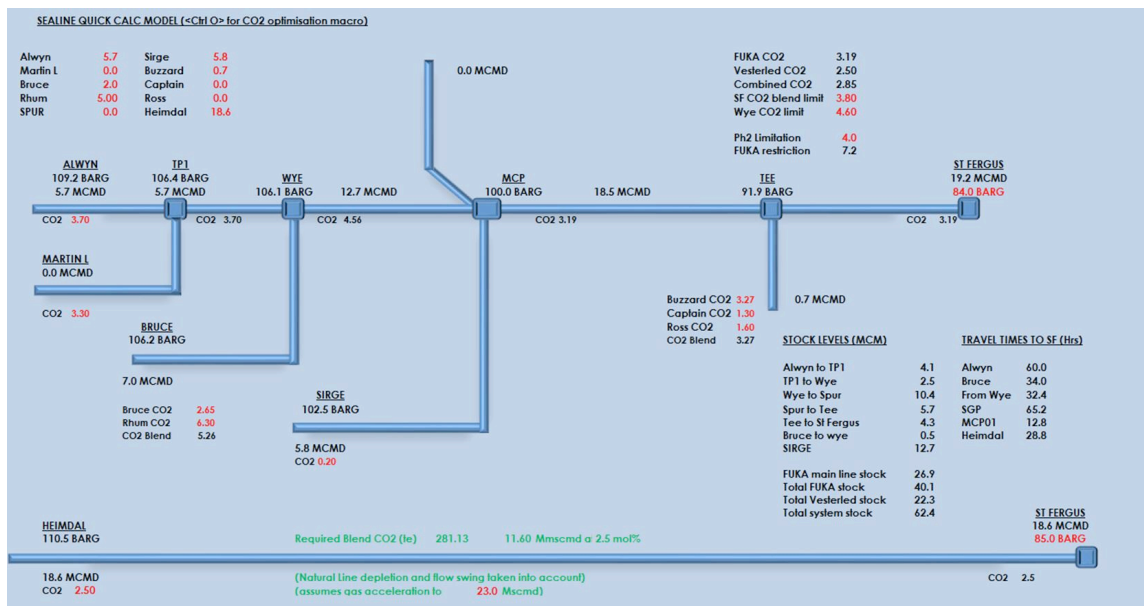 SEALINE QUICK CALC MODEL (<Ctrl O> for CO2 optimisation macro)
Alwyn 5.7 Sirge 5.8
Martin L 0.0 Buzzard 0.7
Bruce 2.0 Captain 0.0
Rhum 5.00 Ross 0.0
SPUR 0.0 Heimdal 18.6
0.0 MCMD
FUKA CO2 3.19
Vesterled CO2 2.50
Combined CO2 2.85
SF CO2 blend limit 3.80
Wye CO2 limit 4.60
Ph2 Limitation 4.0
FUKA restriction 7.2
ALWYN
109.2 BARG
5.7 MCMD
TP1
106.4 BARG
5.7 MCMD
WYE
106.1 BARG
12.7 MCMD
MCP
100.0 BARG
18.5 MCMD
TEE
91.9 BARG
ST FERGUS
19.2 MCMD
84.0 BARG
CO2 3.70
CO2 3.70
CO2 4.56
CO2 3.19
CO2 3.19
MARTIN L
0.0 MCMD
CO2 3.30
BRUCE
106.2 BARG
7.0 MCMD
Bruce CO2 2.65
Rhum CO2 6.30
CO2 Blend 5.26
SIRGE
102.5 BARG
5.8 MCMD
CO2 0.20
Buzzard CO2 3.27
Captain CO2 1.30
Ross CO2 1.60
CO2 Blend 3.27
0.7 MCMD
STOCK LEVELS (MCM)
Alwyn to TP1 4.1
TP1 to Wye 2.5
Wye to Spur 10.4
Spur to Tee 5.7
Tee to St Fergus 4.3
Bruce to wye 0.5
SIRGE 12.7
FUKA main line stock 26.9
Total FUKA stock 40.1
Total Vesterled stock 22.3
Total system stock 62.4
TRAVEL TIMES TO SF (Hrs)
Alwyn 60.0
Bruce 34.0
From Wye 32.4
SGP 65.2
MCP01 12.8
Heimdal 28.8
HEIMDAL
110.5 BARG
Required Blend CO2 (te) 281.13 11.60 Mmscmd a 2.5 mol%
ST FERGUS
18.6 MCMD
85.0 BARG
18.6 MCMD
CO2 2.50
(Natural Line depletion and flow swing taken into account)
(assumes gas acceleration to 23.0 Mscmd)
CO2 2.5